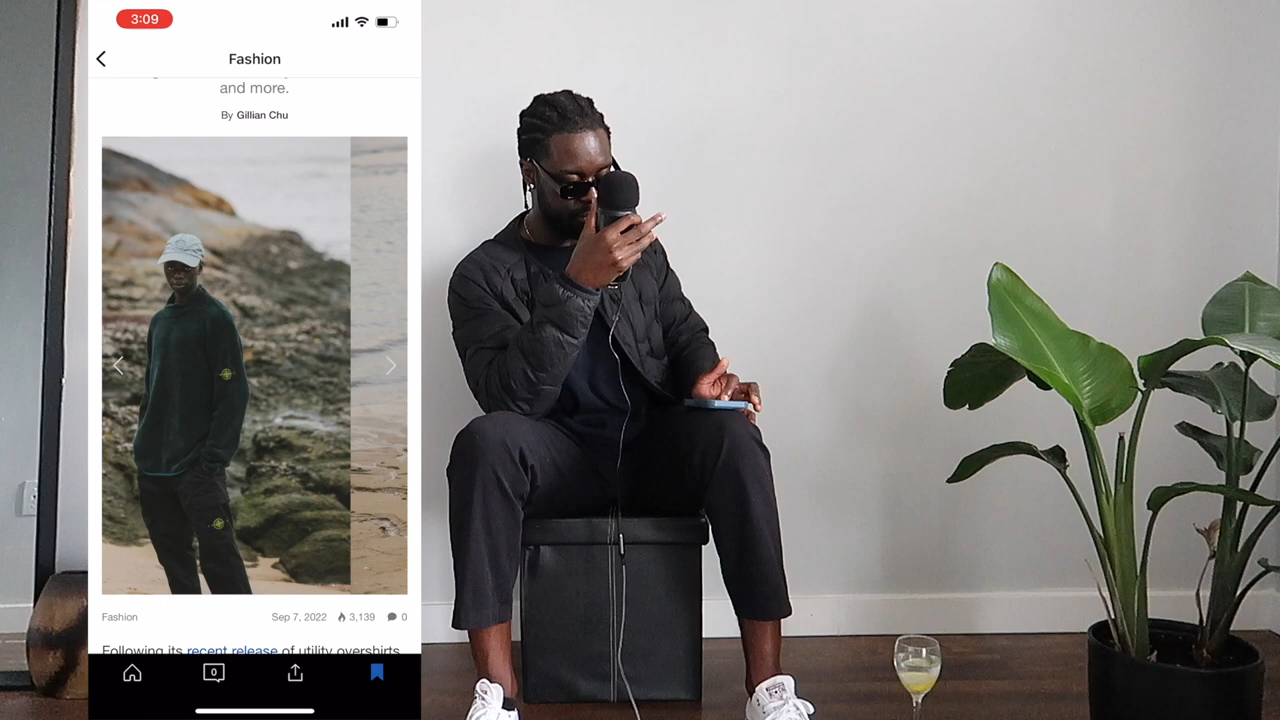 3:09
Fashion
and more.
By Gillian Chu
Fashion
Sep 7, 2022 3,139 0
Following its recent release of utility overshirts
0